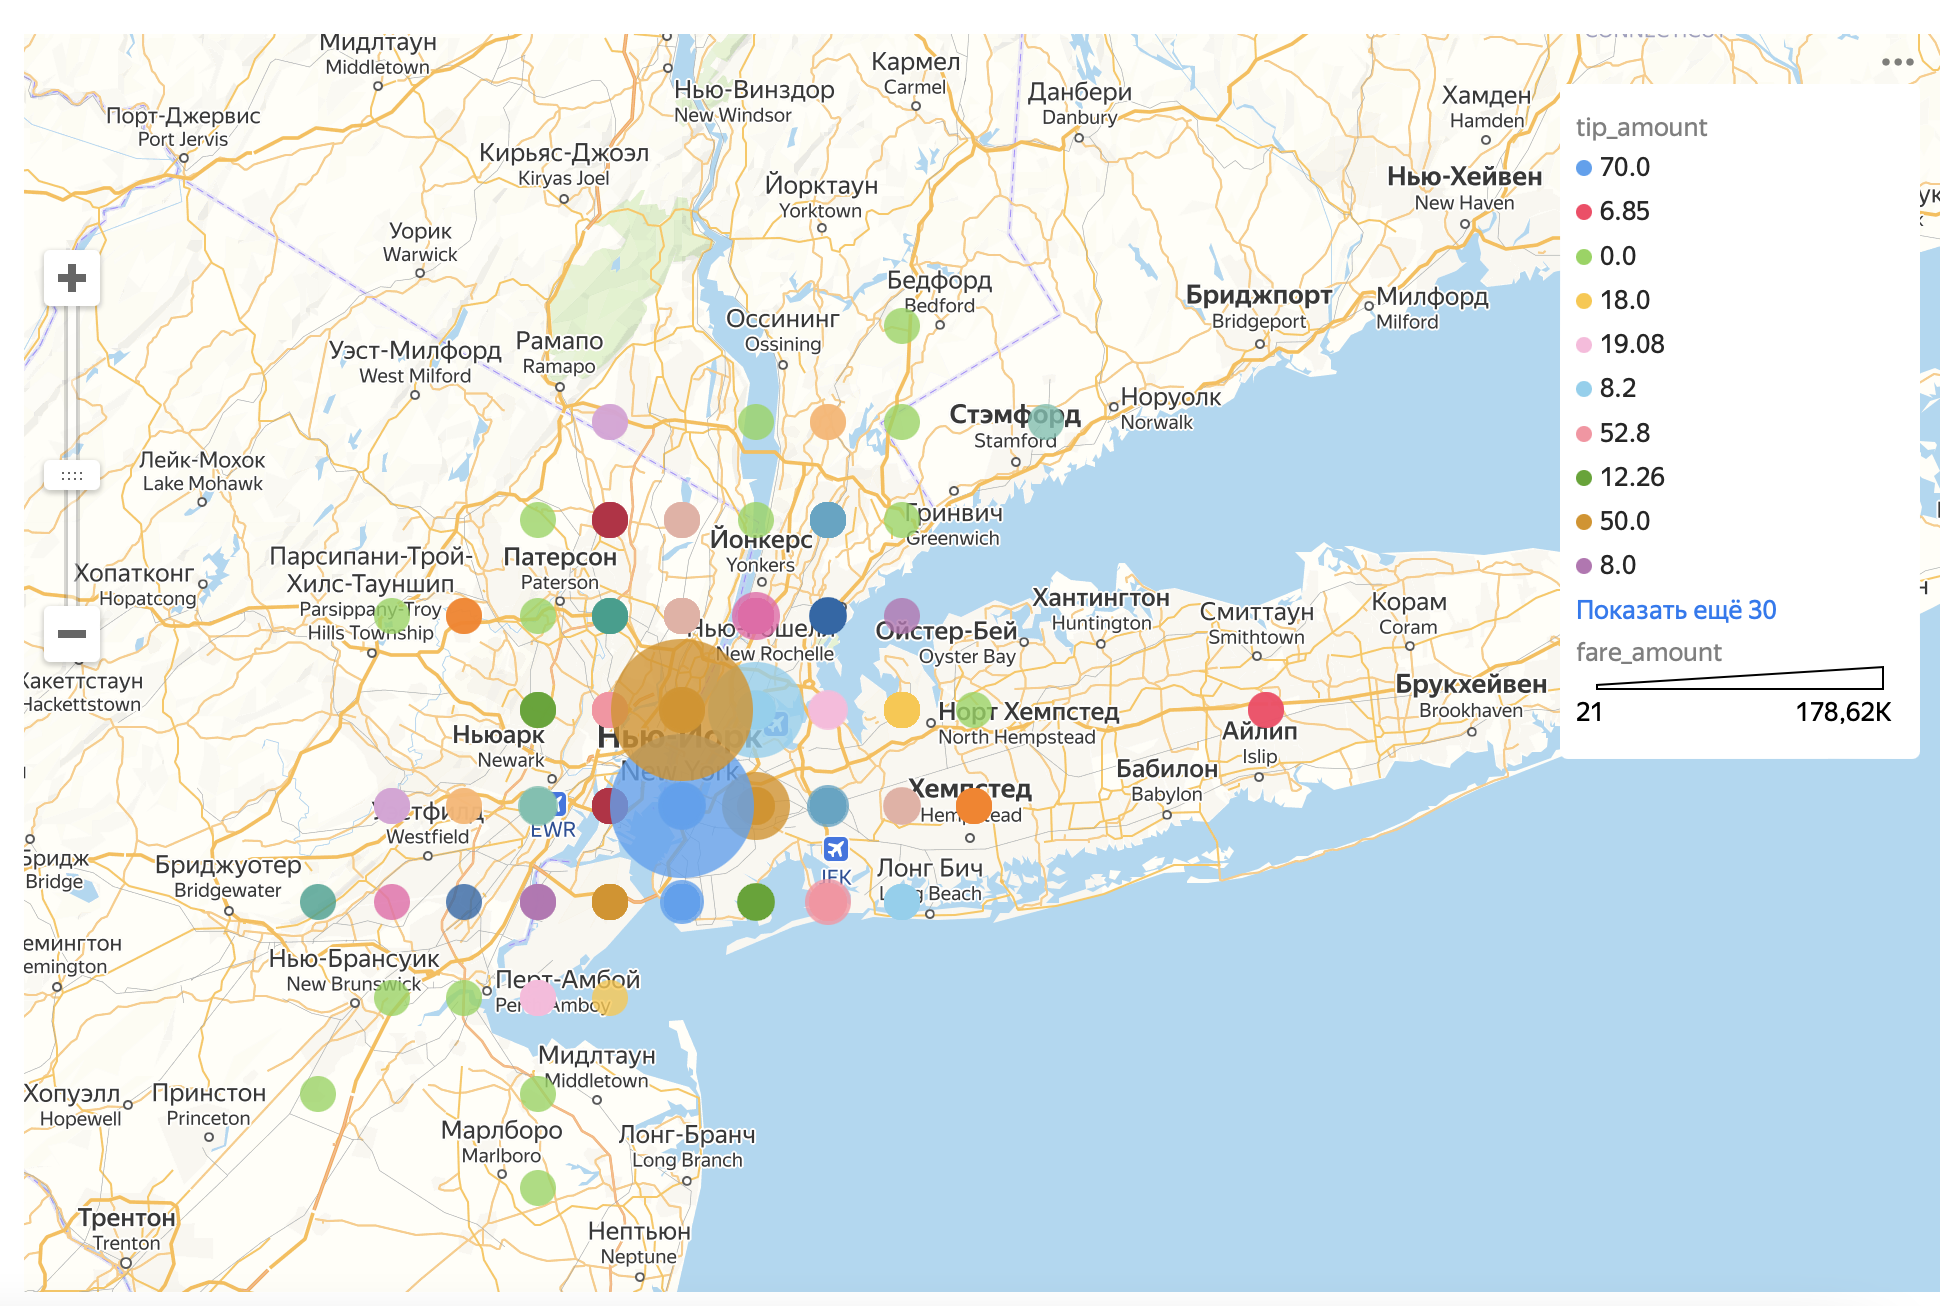 CONNECTICUT
Мидлтаун
Middletown
Порт-Джервис
Port Jervis
Нью-Виндзор
New Windsor
Кармел
Carmel
Данбери
Danbury
Хамден
Hamden
Кирьяс-Джоэл
Kiryas Joel
Йорктаун
Yorktown
Нью-Хейвен
New Haven
Уорик
Warwick
Бедфорд
Bedford
Бриджпорт
Bridgeport
Милфорд
Milford
Оссининг
Ossining
Рамапо
Ramapo
Уэст-Милфорд
West Milford
Норуолк
Norwalk
Стэмфорд
Stamford
Лейк-Мохок
Lake Mohawk
Гринвич
Greenwich
Йонкерс
Yonkers
Патерсон
Paterson
Парсипани-Трой-
Хилс-Тауншип
Parsippany-Troy
Hills Township
Хопатконг
Hopatcong
Хантингтон
Huntington
Смиттаун
Smithtown
Корам
Coram
Нью-Рошелл
New Rochelle
Ойстер-Бей
Oyster Bay
Хакеттстаун
Hackettstown
Брукхейвен
Brookhaven
Норт Хемпстед
North Hempstead
Айлип
Islip
Ньюарк
Newark
Нью-Йорк
New York
Бабилон
Babylon
Хемпстед
Hempstead
Уэстфилд
Westfield
EWR
JFK
Лонг Бич
Long Beach
Бридж
Bridge
Бриджуотер
Bridgewater
емингтон
emington
Нью-Брансуик
New Brunswick
Перт-Амбой
Perth Amboy
Мидлтаун
Middletown
Хопуэлл
Hopewell
Принстон
Princeton
Марлборо
Marlboro
Лонг-Бранч
Long Branch
Трентон
Trenton
Нептьюн
Neptune
tip_amount
70.0
6.85
0.0
18.0
19.08
8.2
52.8
12.26
50.0
8.0
Показать ещё 30
fare_amount
21 178,62K